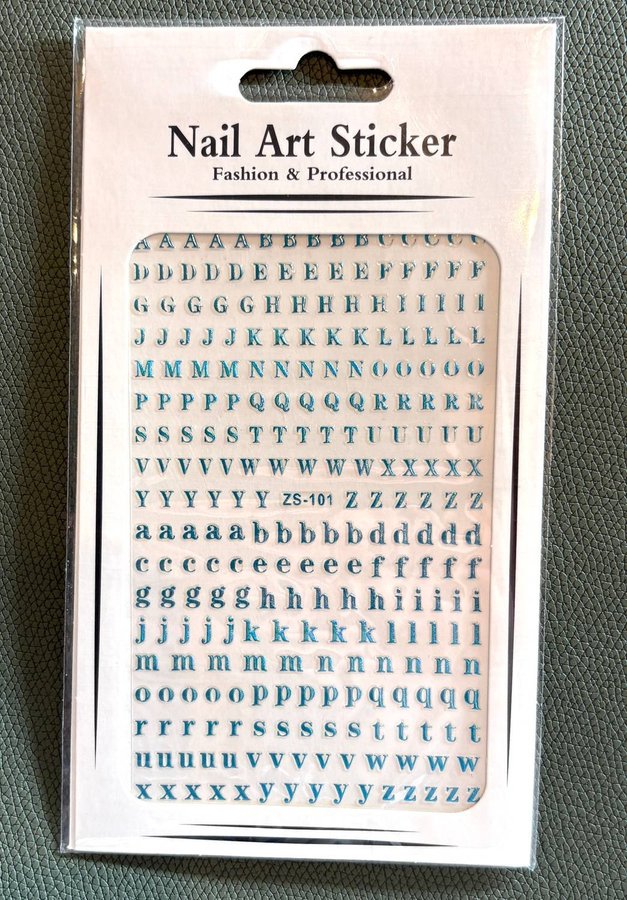 Nail Art Sticker
Fashion & Professional
A A A A A B B B B B C C C C C
D D D D D E E E E E F F F F F
G G G G G H H H H H I I I I I
J J J J J K K K K K L L L L L
M M M M N N N N N O O O O O
P P P P P Q Q Q Q Q R R R R R
S S S S S T T T T T U U U U U
V V V V V W W W W W X X X X X
Y Y Y Y Y Y ZS-101 Z Z Z Z Z Z
a a a a a b b b b b d d d d d
c c c c c e e e e e f f f f f
g g g g g h h h h h i i i i i
j j j j j k k k k k l l l l l
m m m m m n n n n n n
o o o o o p p p p p q q q q q
r r r r r s s s s s t t t t t
u u u u u v v v v v w w w w w
x x x x x y y y y y z z z z z